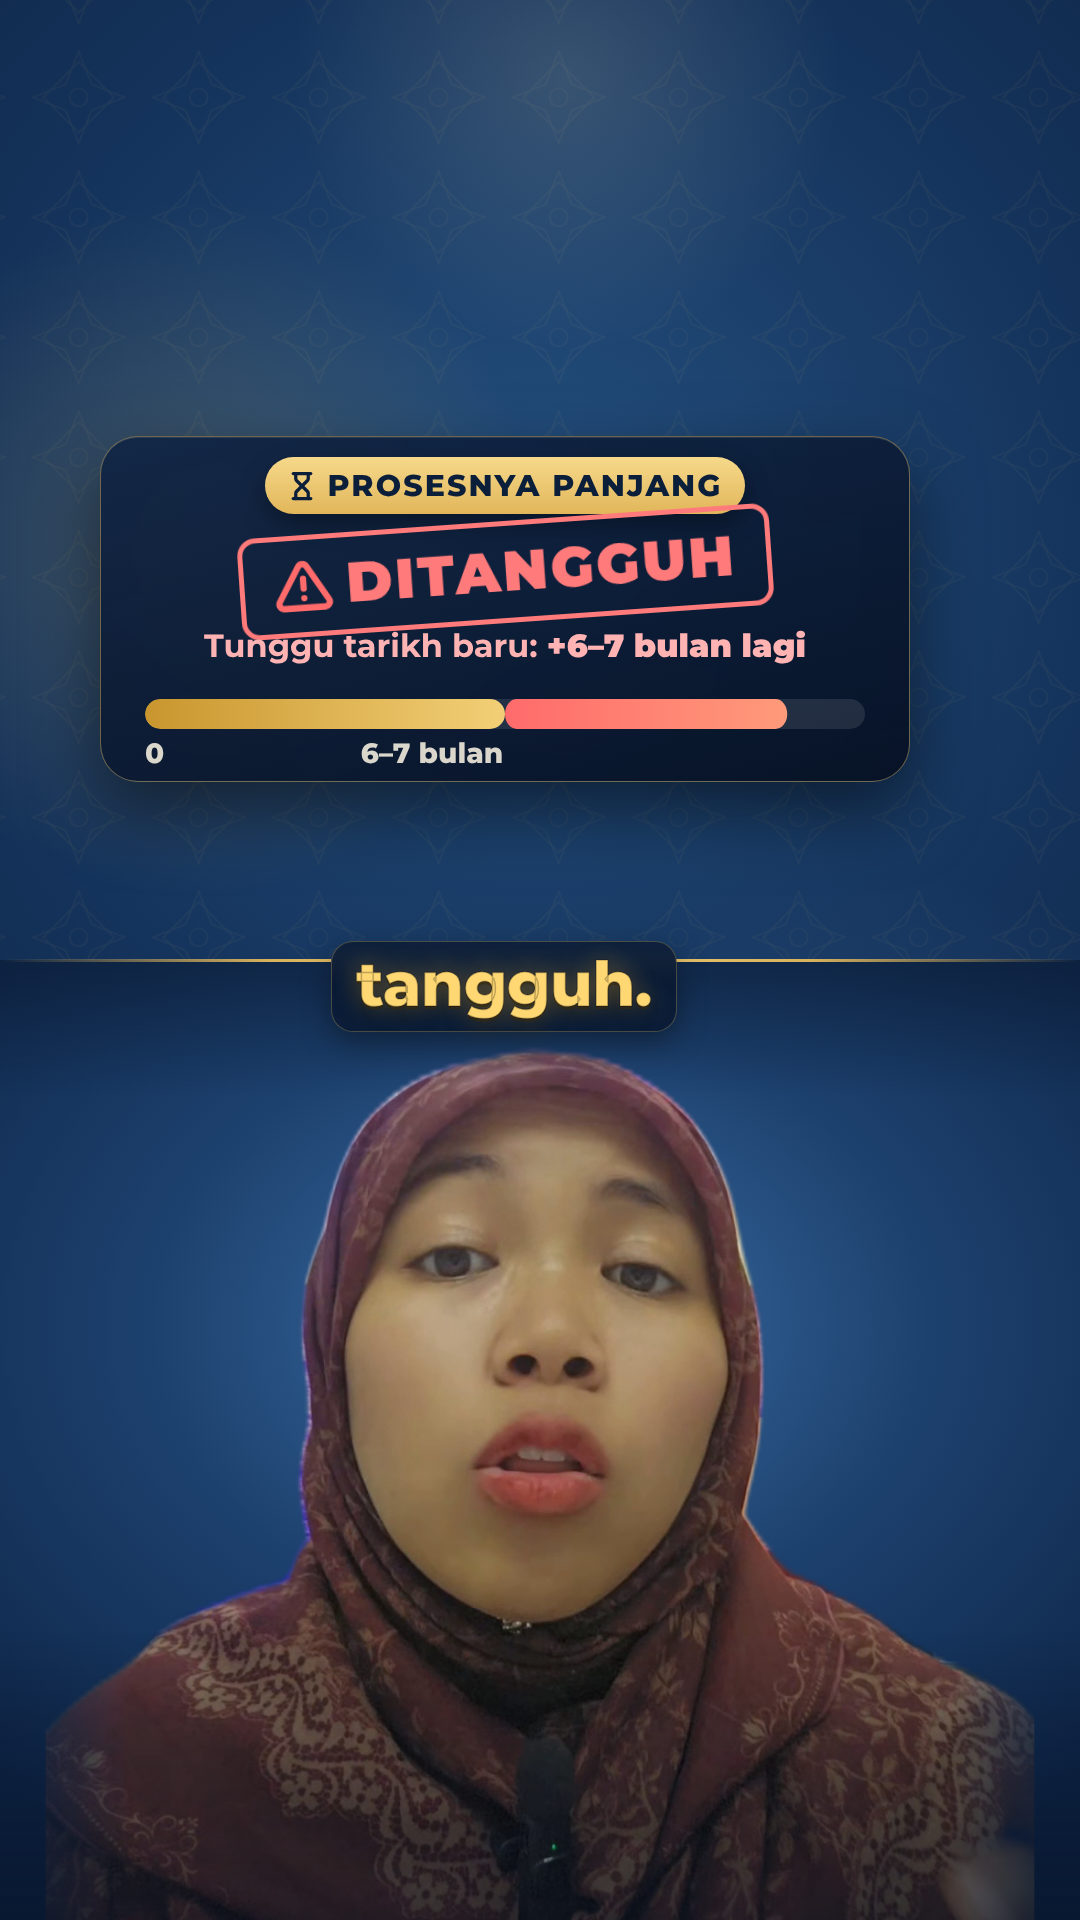 PROSESNYA PANJANG
DITANGGUH
Tunggu tarikh baru: +6–7 bulan lagi
0 6–7 bulan
tangguh.